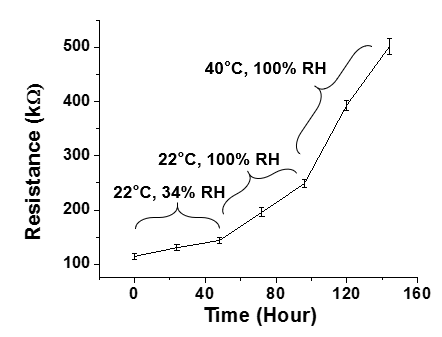 Resistance (kΩ)
500
400
300
200
100
40°C, 100% RH
22°C, 100% RH
22°C, 34% RH
0 40 80 120 160
Time (Hour)